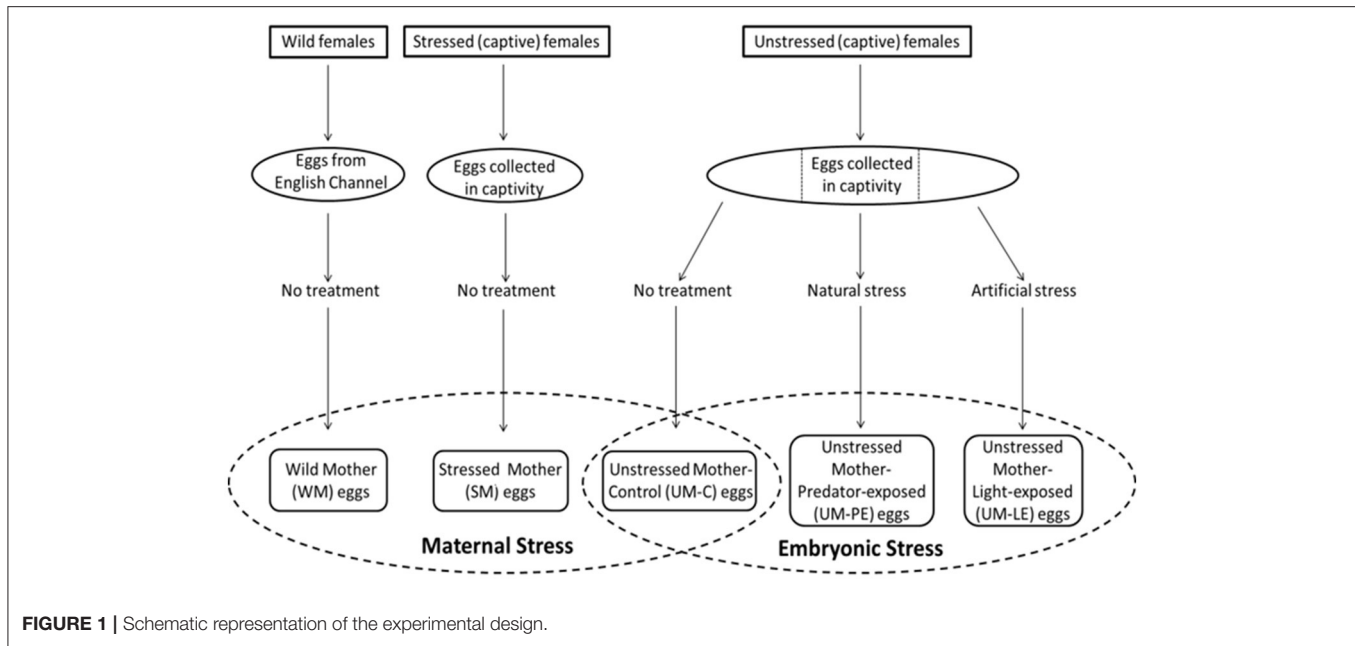 Wild females
Stressed (captive) females
Unstressed (captive) females
Eggs from
English Channel
Eggs collected
in captivity
Eggs collected
in captivity
No treatment
No treatment
No treatment
Natural stress
Artificial stress
Wild Mother
(WM) eggs
Stressed Mother
(SM) eggs
Unstressed Mother-
Control (UM-C) eggs
Unstressed
Mother-
Predator-exposed
(UM-PE) eggs
Unstressed
Mother-
Light-exposed
(UM-LE) eggs
Maternal Stress
Embryonic Stress
FIGURE 1 | Schematic representation of the experimental design.